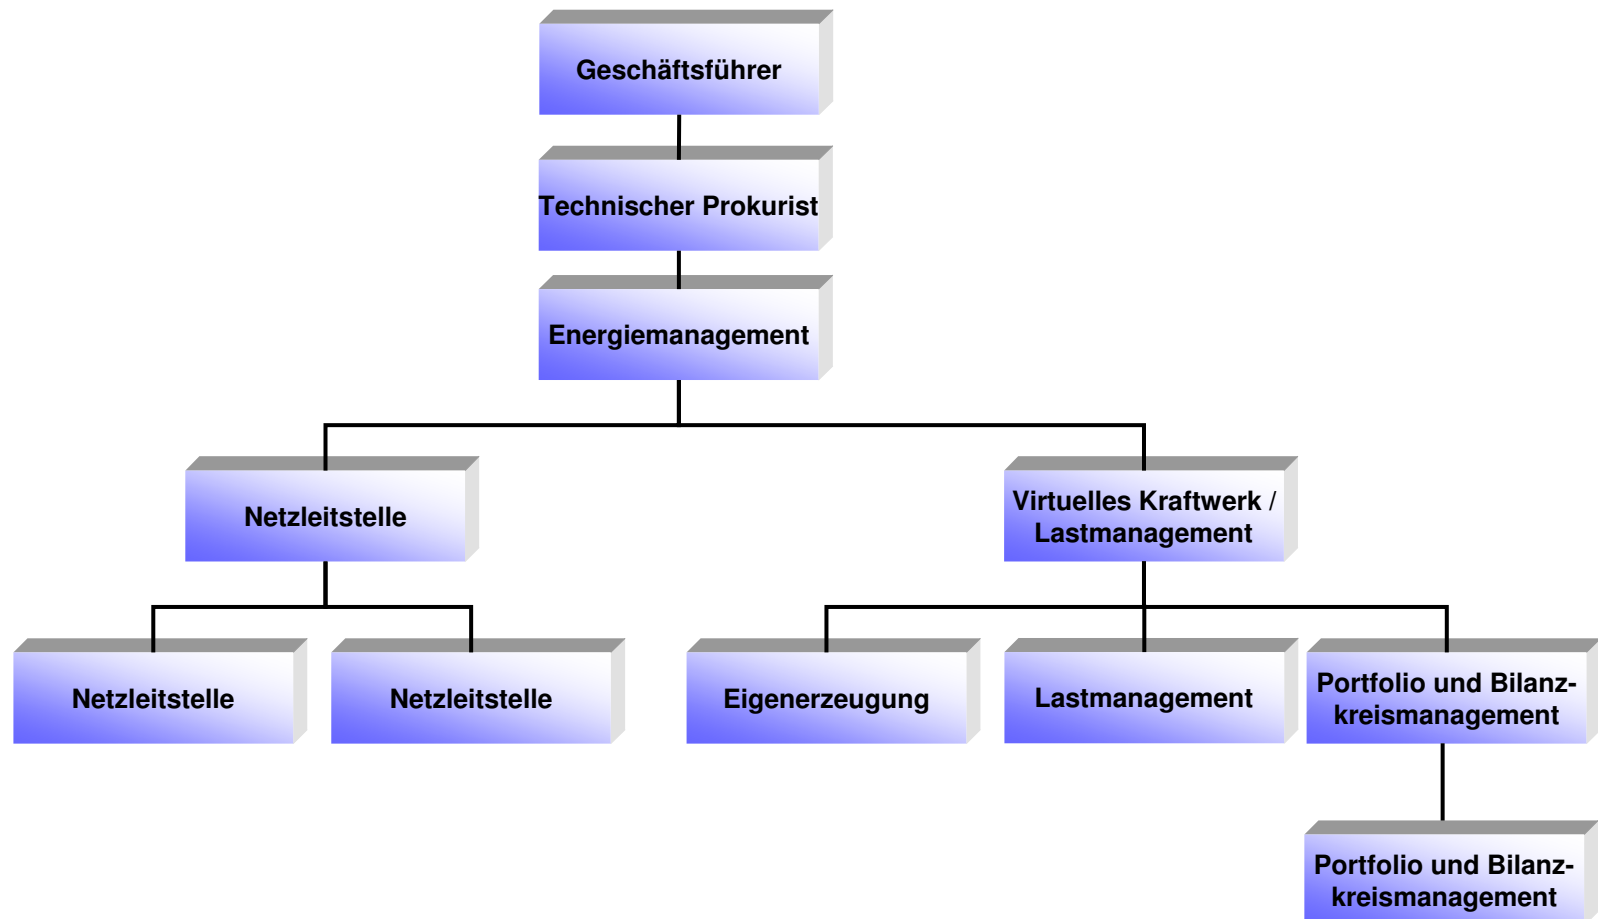 Geschäftsführer
Technischer Prokurist
Energiemanagement
Netzleitstelle
Virtuelles Kraftwerk /
Lastmanagement
Netzleitstelle
Netzleitstelle
Eigenerzeugung
Lastmanagement
Portfolio und Bilanz-
kreismanagement
Portfolio und Bilanz-
kreismanagement